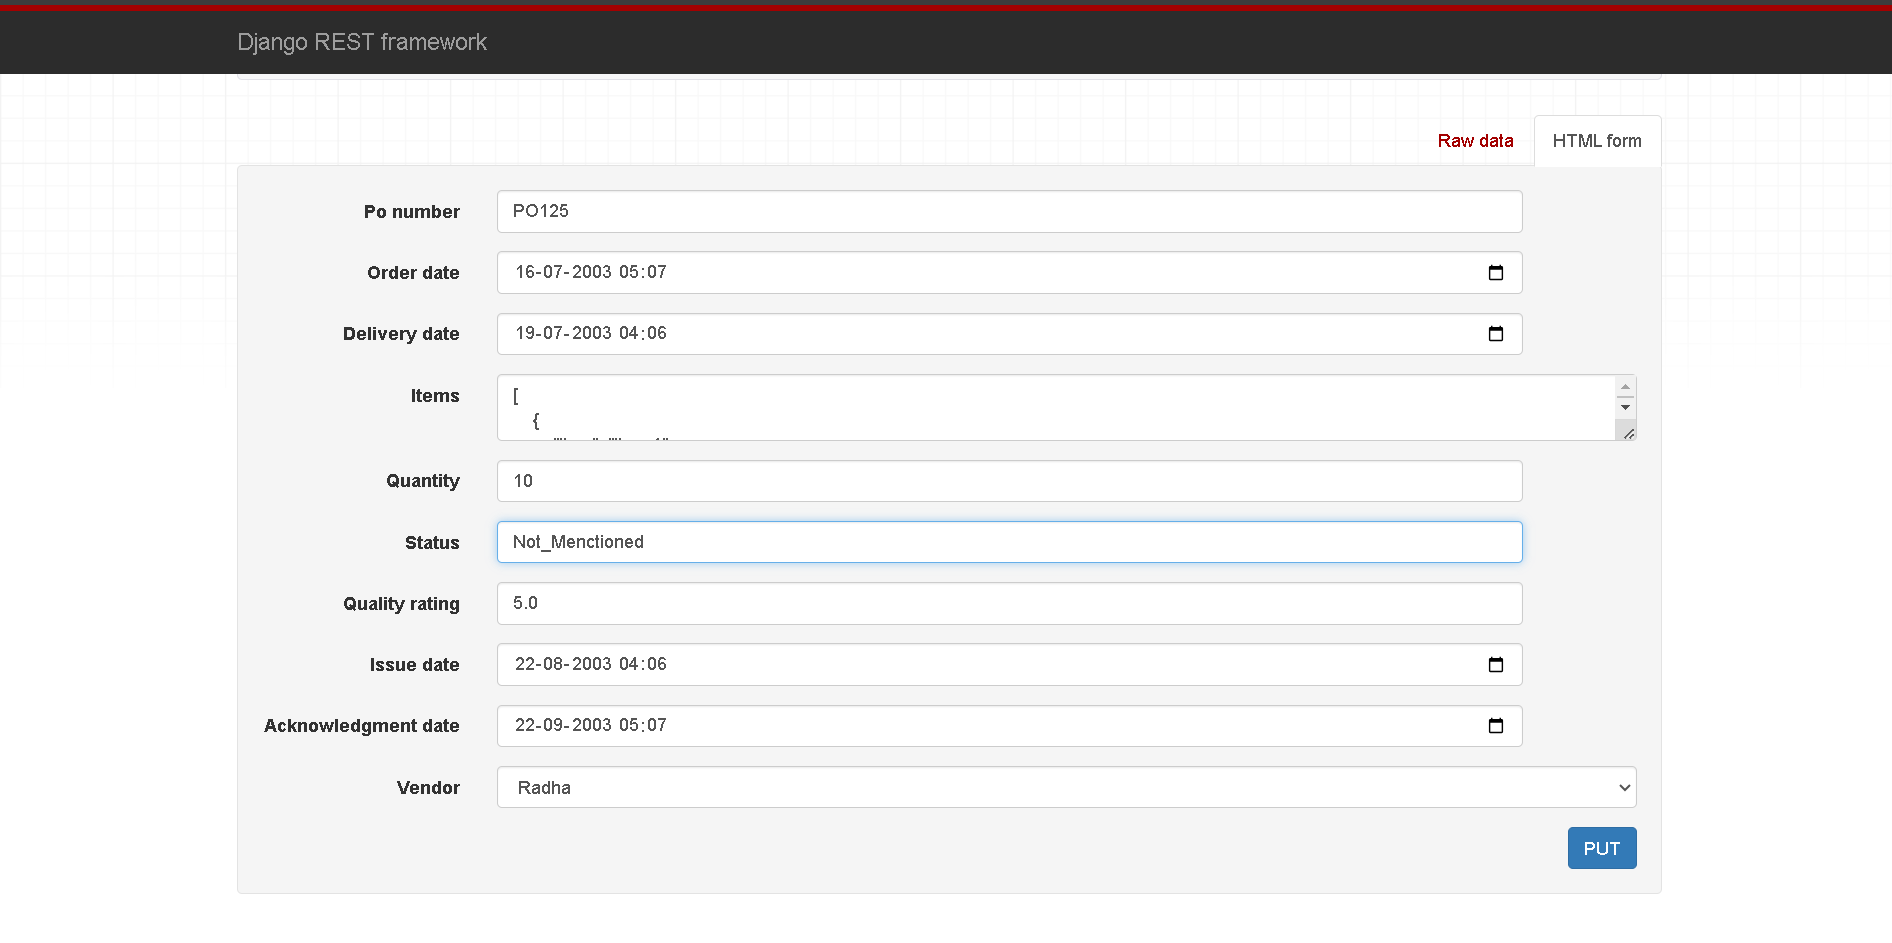 Django REST framework
Raw data
HTML form
Po number
PO125
Order date
16-07-2003 05:07
Delivery date
19-07-2003 04:06
Items
[
{
Quantity
10
Status
Not_Menctioned
Quality rating
5.0
Issue date
22-08-2003 04:06
Acknowledgment date
22-09-2003 05:07
Vendor
Radha
PUT